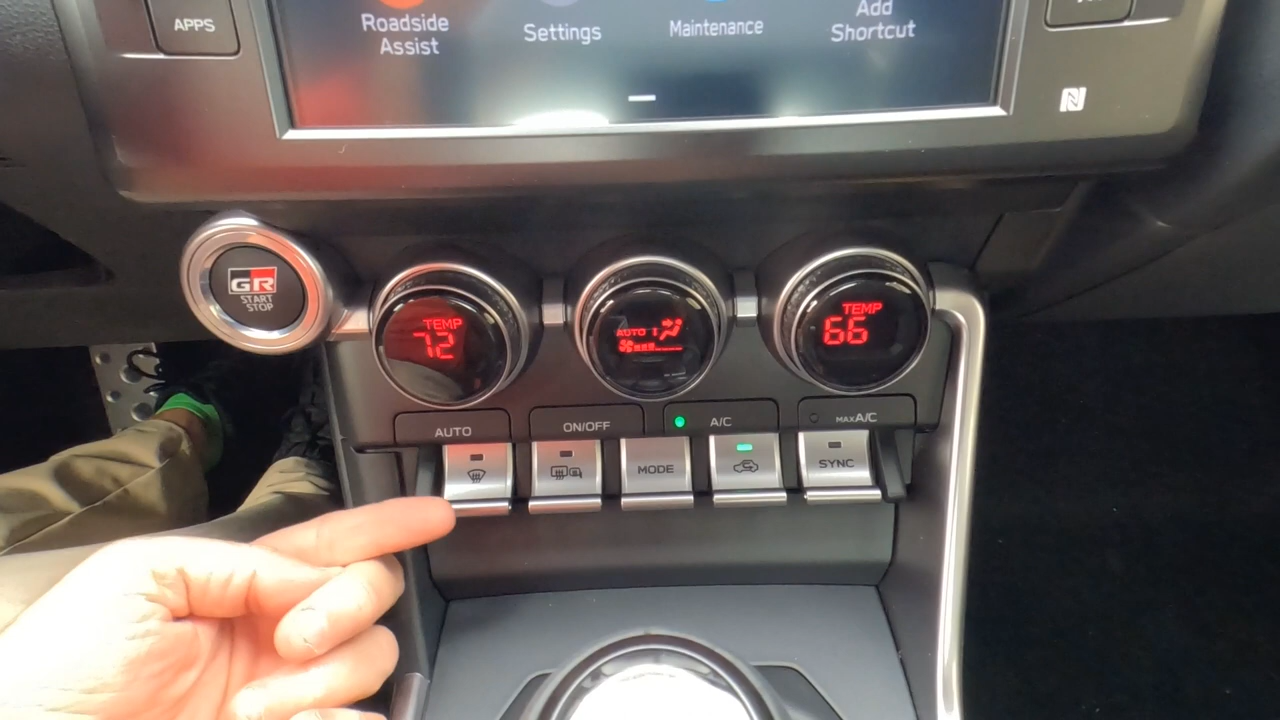 APPS
Roadside
Assist
Settings
Maintenance
Add
Shortcut
GR
START
STOP
TEMP
72
AUTO
TEMP
66
AUTO
ON/OFF
A/C
MAX A/C
MODE
SYNC